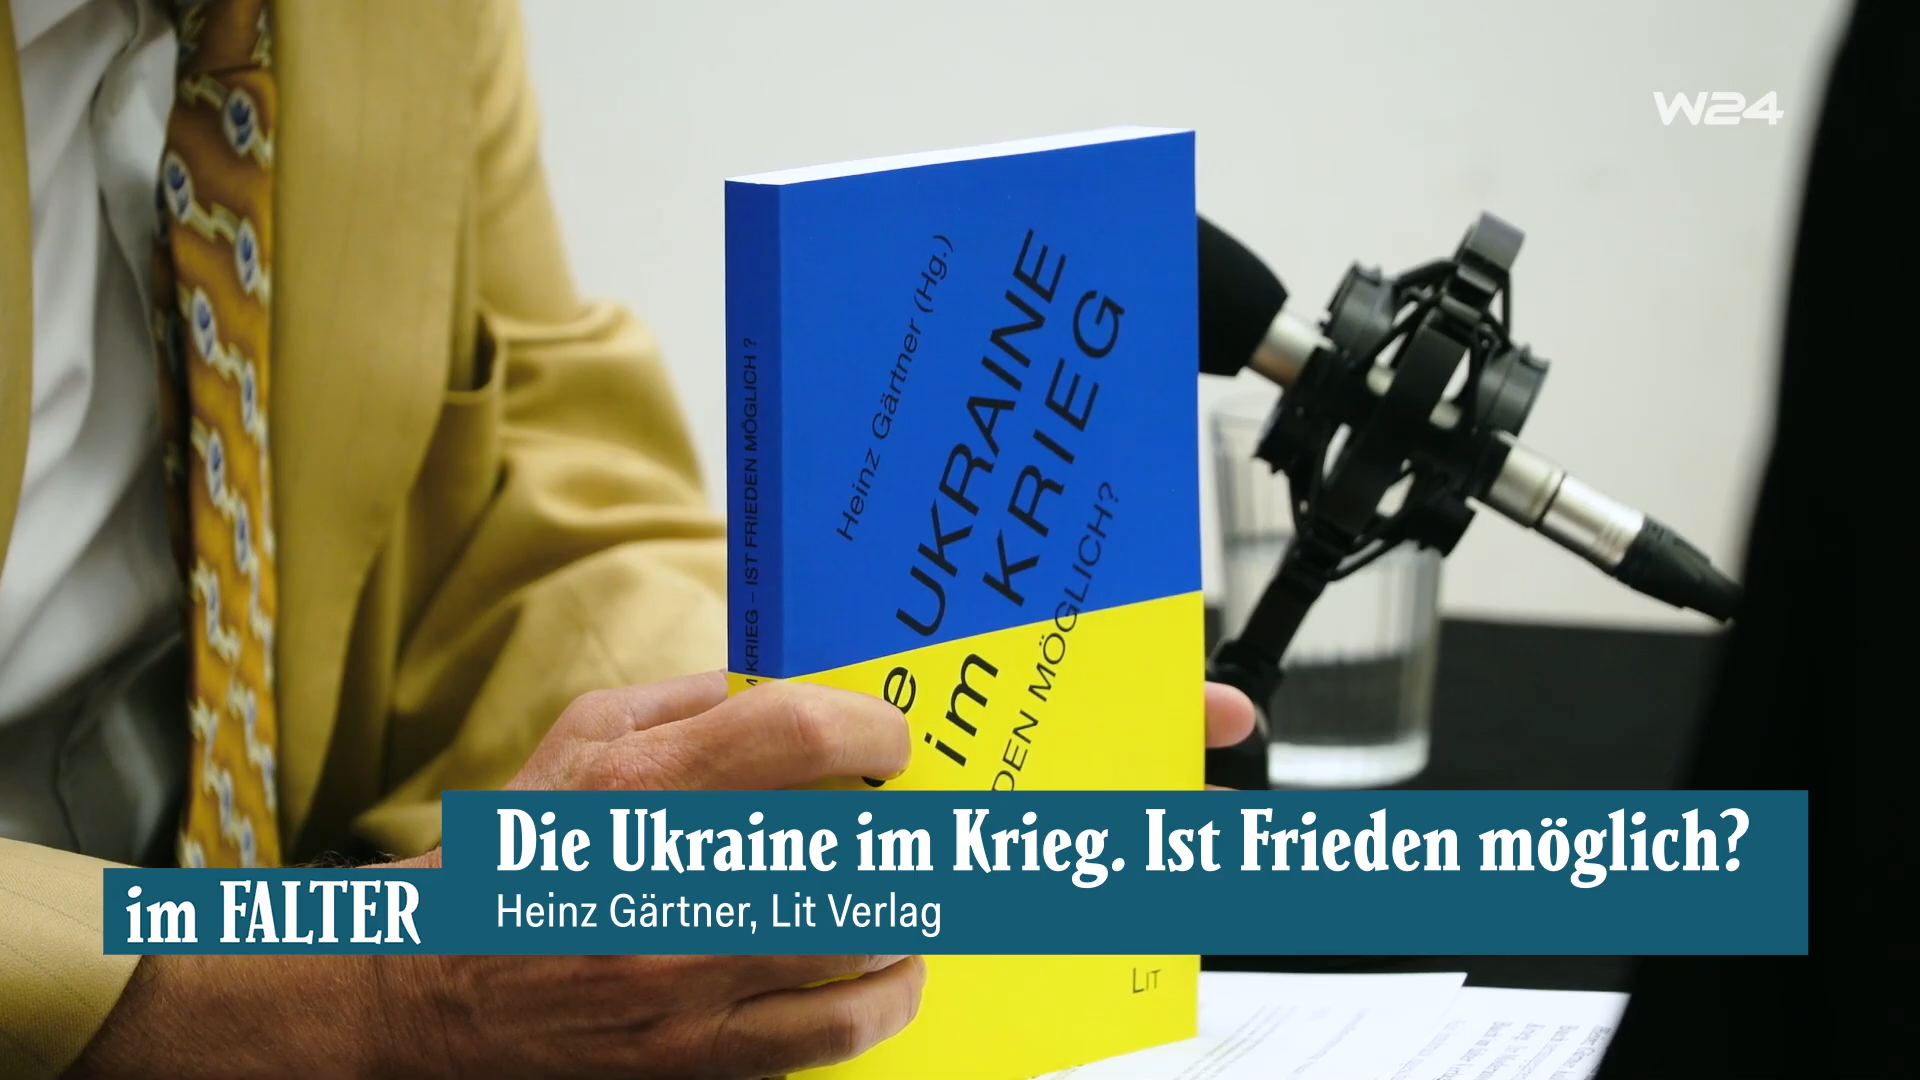 W24
Heinz Gärtner (Hg.)
UKRAINE
im KRIEG
MÖGLICH?
KRIEG – IST FRIEDEN MÖGLICH ?
LIT
Die Ukraine im Krieg. Ist Frieden möglich?
Heinz Gärtner, Lit Verlag
im FALTER